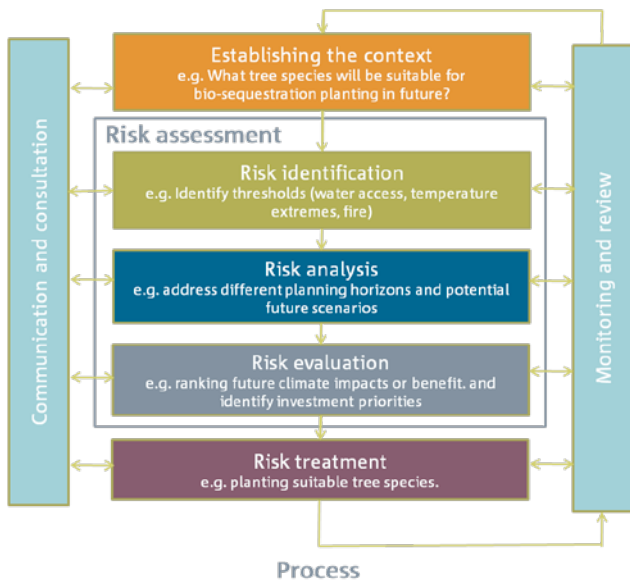 Establishing the context
e.g. What tree species will be suitable for
bio-sequestration planting in future?
Communication and consultation
Monitoring and review
Risk assessment
Risk identification
e.g. Identify thresholds (water access, temperature
extremes, fire)
Risk analysis
e.g. address different planning horizons and potential
future scenarios
Risk evaluation
e.g. ranking future climate impacts or benefit. and
identify investment priorities
Risk treatment
e.g. planting suitable tree species.
Process